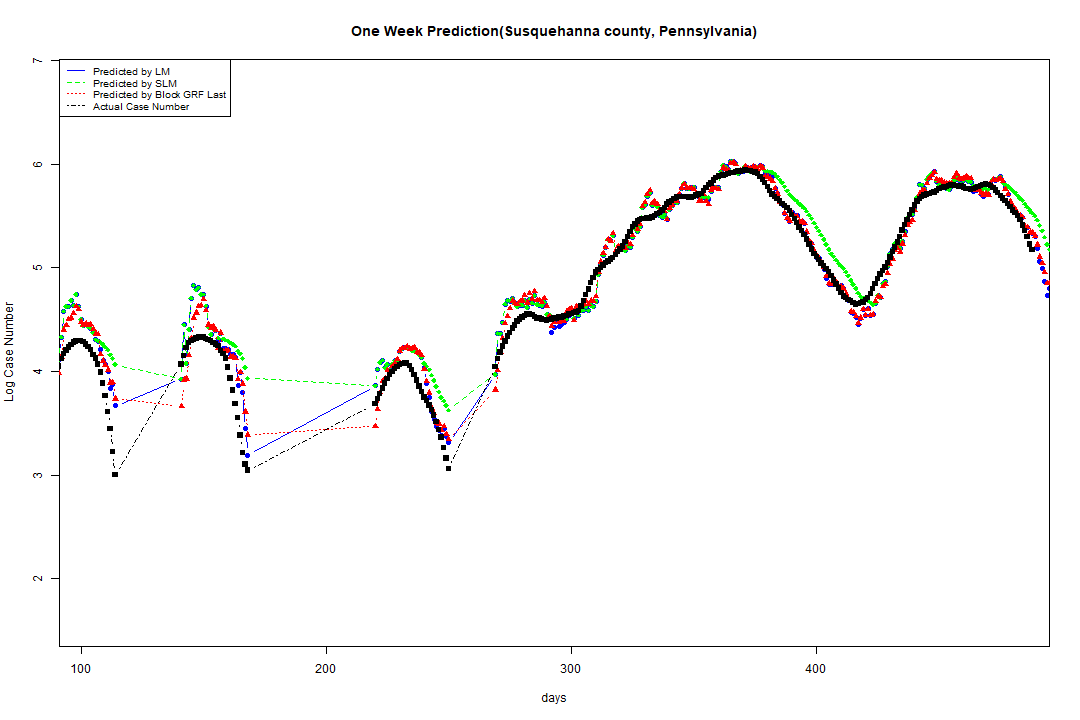 One Week Prediction(Susquehanna county, Pennsylvania)
Predicted by LM
Predicted by SLM
Predicted by Block GRF Last
Actual Case Number
7
6
5
4
3
2
Log Case Number
100 200 300 400
days